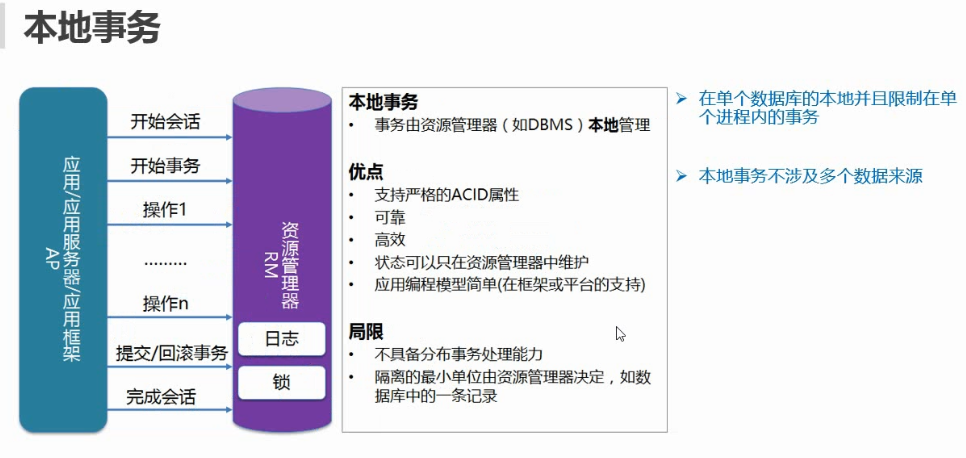 本地事务
应用/应用服务器/应用框架
AP
开始会话
开始事务
操作1
.........
操作n
提交/回滚事务
完成会话
资源管理器
RM
日志
锁
本地事务
• 事务由资源管理器（如DBMS）本地管理
优点
• 支持严格的ACID属性
• 可靠
• 高效
• 状态可以只在资源管理器中维护
• 应用编程模型简单(在框架或平台的支持)
局限
• 不具备分布事务处理能力
• 隔离的最小单位由资源管理器决定，如数
据库中的一条记录
➢ 在单个数据库的本地并且限制在单
个进程内的事务
➢ 本地事务不涉及多个数据来源